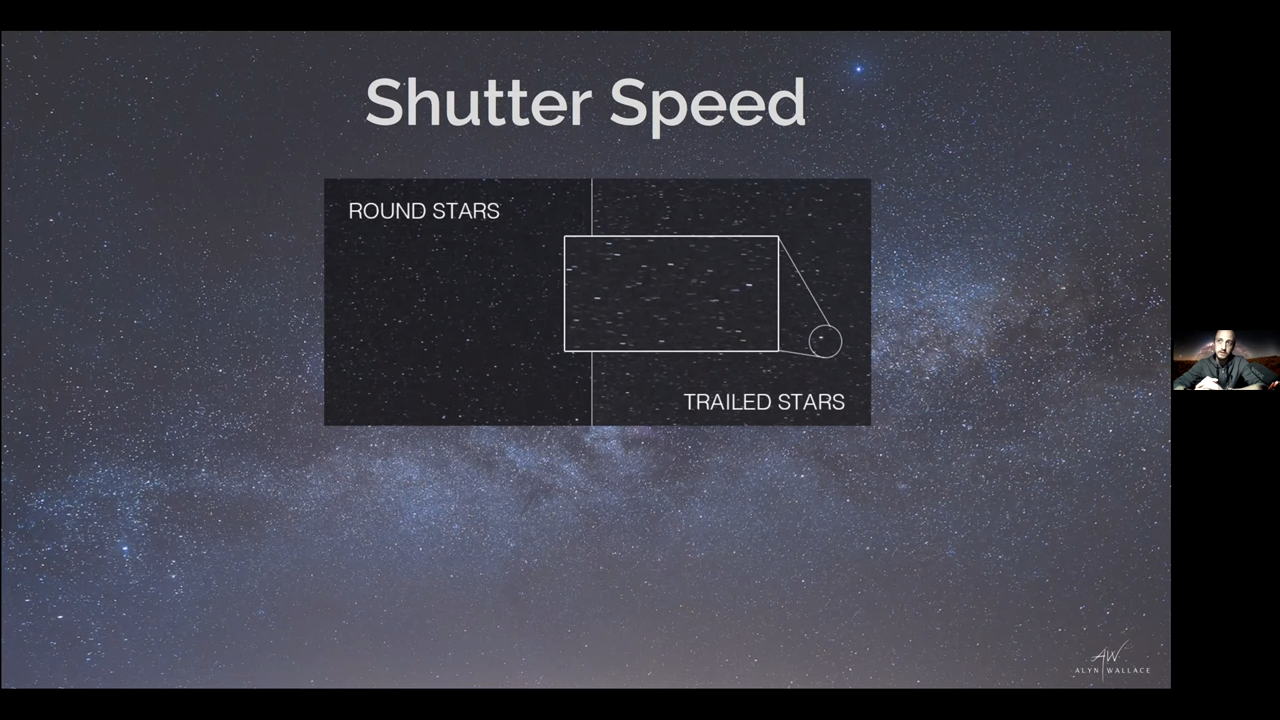 Shutter Speed
ROUND STARS
TRAILED STARS
AW
ALYN WALLACE